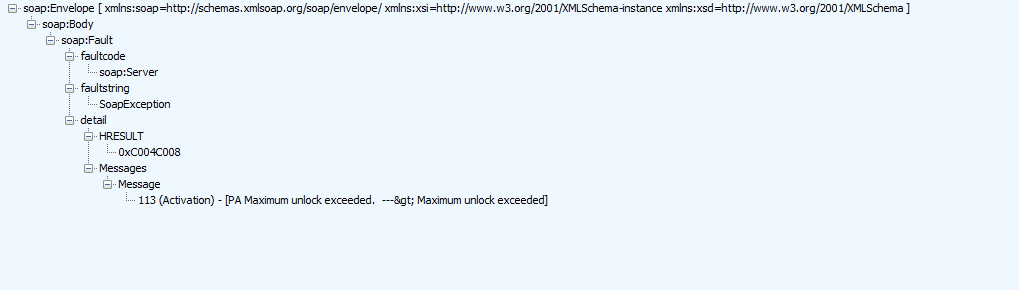 soap:Envelope [ xmlns:soap=http://schemas.xmlsoap.org/soap/envelope/ xmlns:xsi=http://www.w3.org/2001/XMLSchema-instance xmlns:xsd=http://www.w3.org/2001/XMLSchema ]
soap:Body
soap:Fault
faultcode
soap:Server
faultstring
SoapException
detail
HRESULT
0xC004C008
Messages
Message
113 (Activation) - [PA Maximum unlock exceeded.  ---&gt; Maximum unlock exceeded]